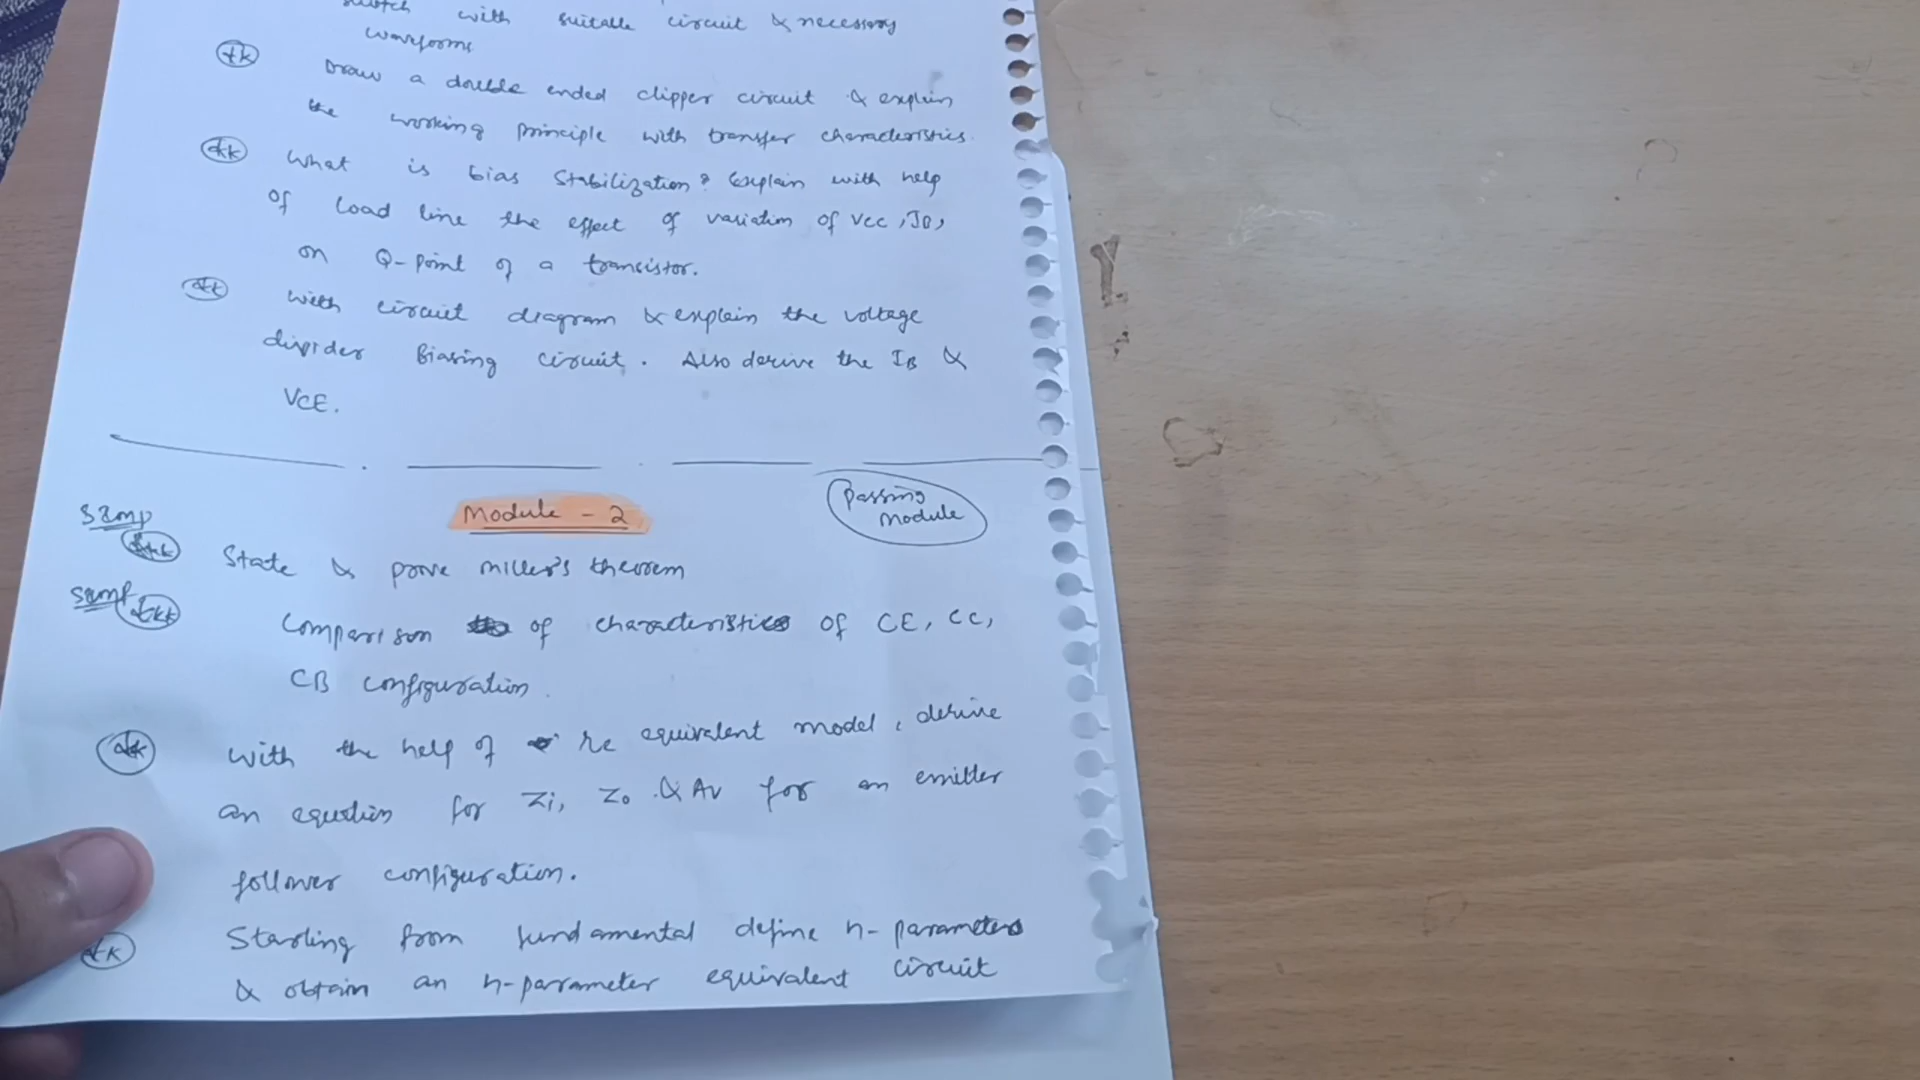 switch with suitable circuit & necessary
waveforms
Draw a double ended clipper circuit & explain
the working principle with transfer characteristics.
What is bias Stabilization? Explain with help
of load line the effect of variation of Vcc, IB,
on Q-point of a transistor.
with circuit diagram & explain the voltage
divider Biasing circuit. Also derive the IB &
VCE.
Passing
module
Module - 2
State & prove miller's theorem
Comparison of characteristics of CE, CC,
CB configuration.
with the help of re equivalent model, derive
an equation for Zi, Zo & Av for an emitter
follower configuration.
Starting from fundamental define h-parameters
& obtain an h-parameter equivalent circuit